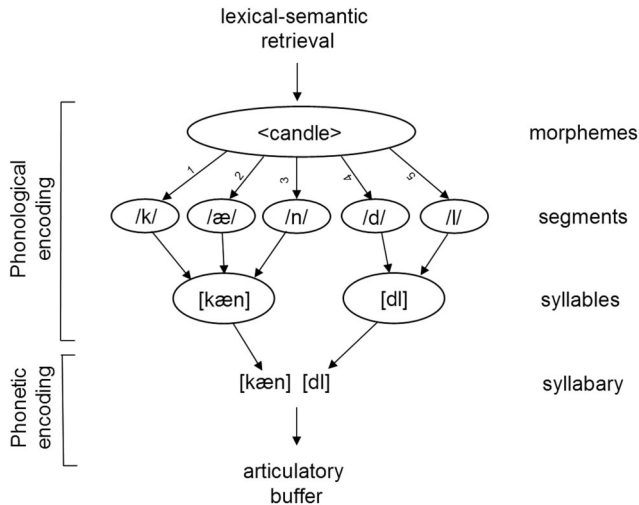 lexical-semantic
retrieval
<candle>
morphemes
1 2 3 4 5
/k/ /æ/ /n/ /d/ /l/
segments
Phonological
encoding
[kæn] [dl]
syllables
[kæn] [dl]
syllabary
Phonetic
encoding
articulatory
buffer